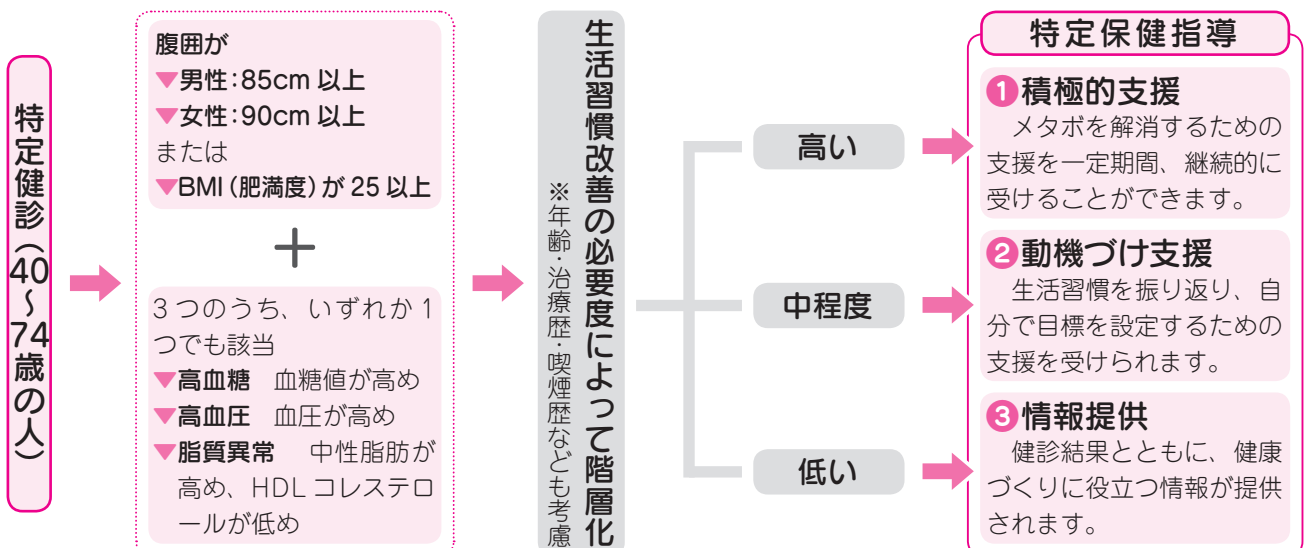 特定健診（40〜74歳の人）
腹囲が
▼男性：85cm 以上
▼女性：90cm 以上
または
▼BMI（肥満度）が 25 以上
＋
3つのうち、いずれか1
つでも該当
▼高血糖　血糖値が高め
▼高血圧　血圧が高め
▼脂質異常　中性脂肪が
高め、HDLコレステロ
ールが低め
生活習慣改善の必要度によって階層化
※年齢・治療歴・喫煙歴なども考慮
高い
中程度
低い
特定保健指導
❶積極的支援
メタボを解消するための
支援を一定期間、継続的に
受けることができます。
❷動機づけ支援
生活習慣を振り返り、自
分で目標を設定するための
支援を受けられます。
❸情報提供
健診結果とともに、健康
づくりに役立つ情報が提供
されます。